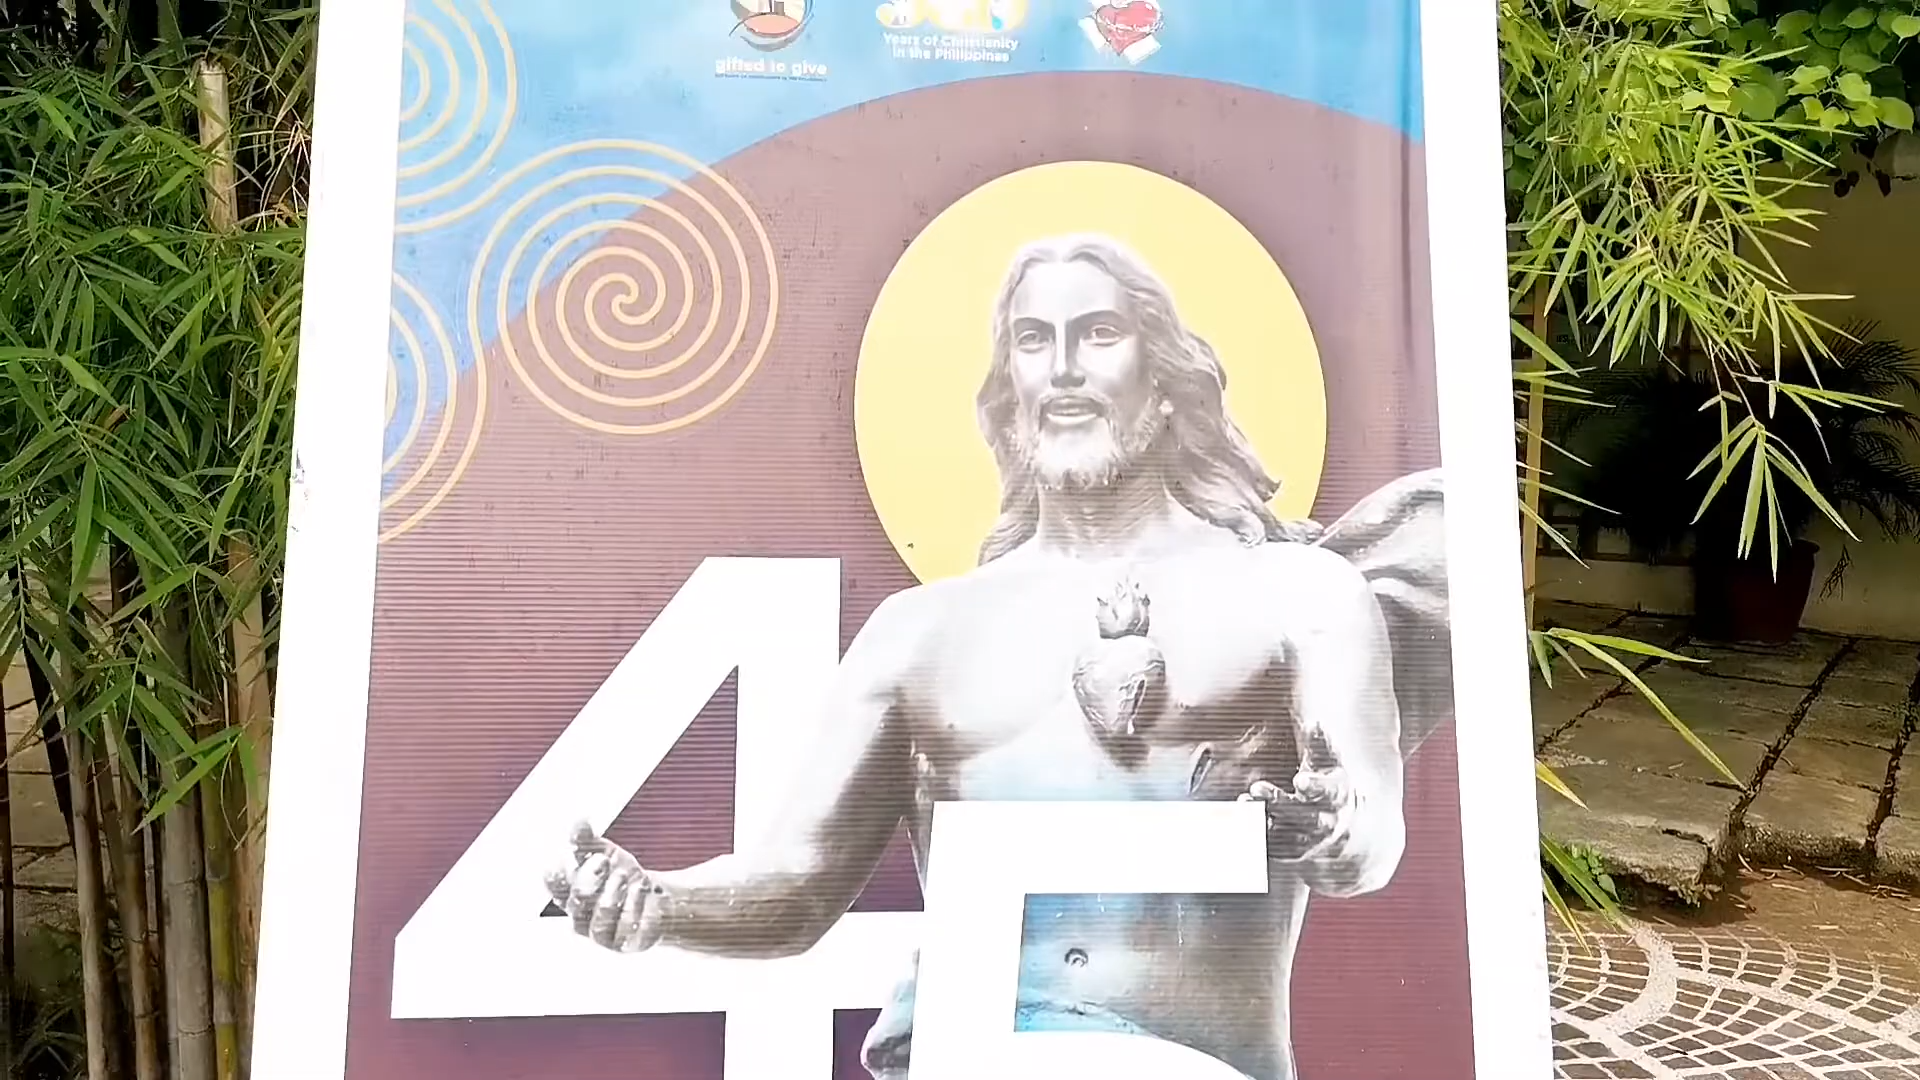 gifted to give
Years of Christianity
in the Philippines
45